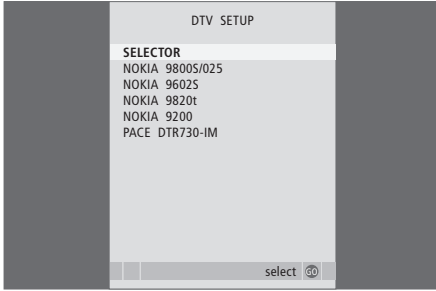 DTV SETUP
SELECTOR
NOKIA 9800S/025
NOKIA 9602S
NOKIA 9820t
NOKIA 9200
PACE DTR730-IM
select GO